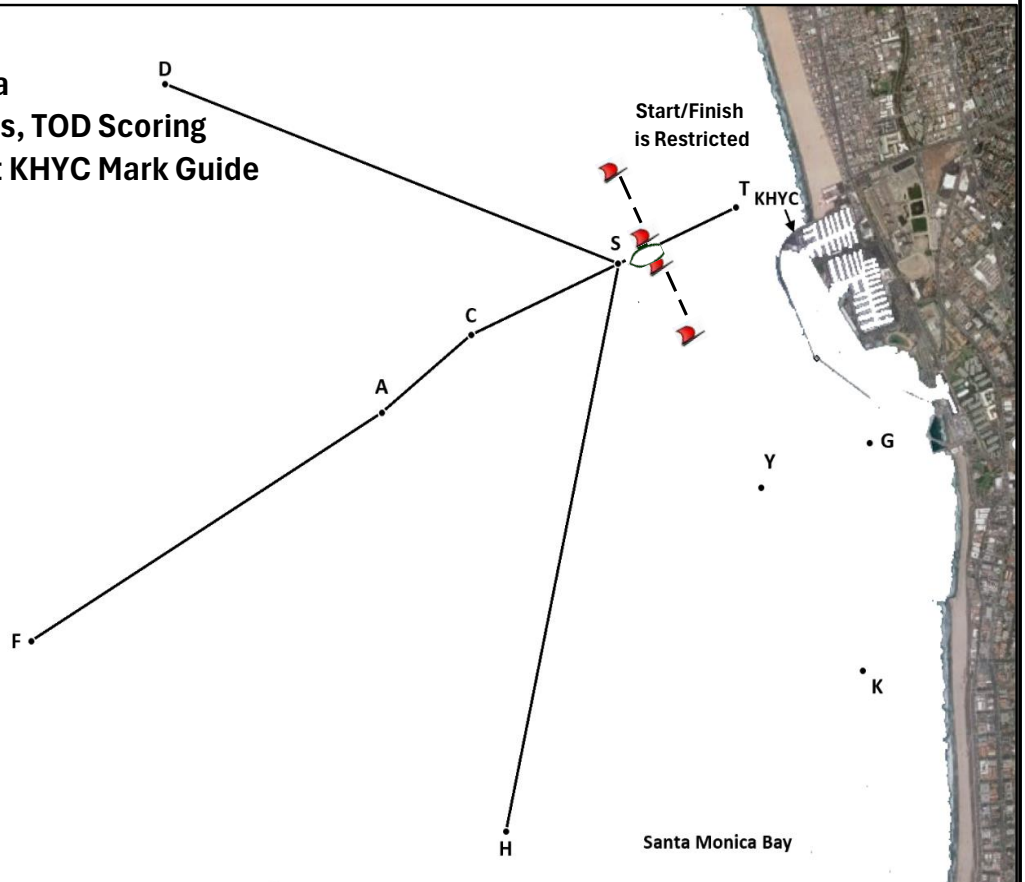 D
a
s, TOD Scoring
KHYC Mark Guide
Start/Finish
is Restricted
T
KHYC
S
C
A
G
Y
F
K
H
Santa Monica Bay